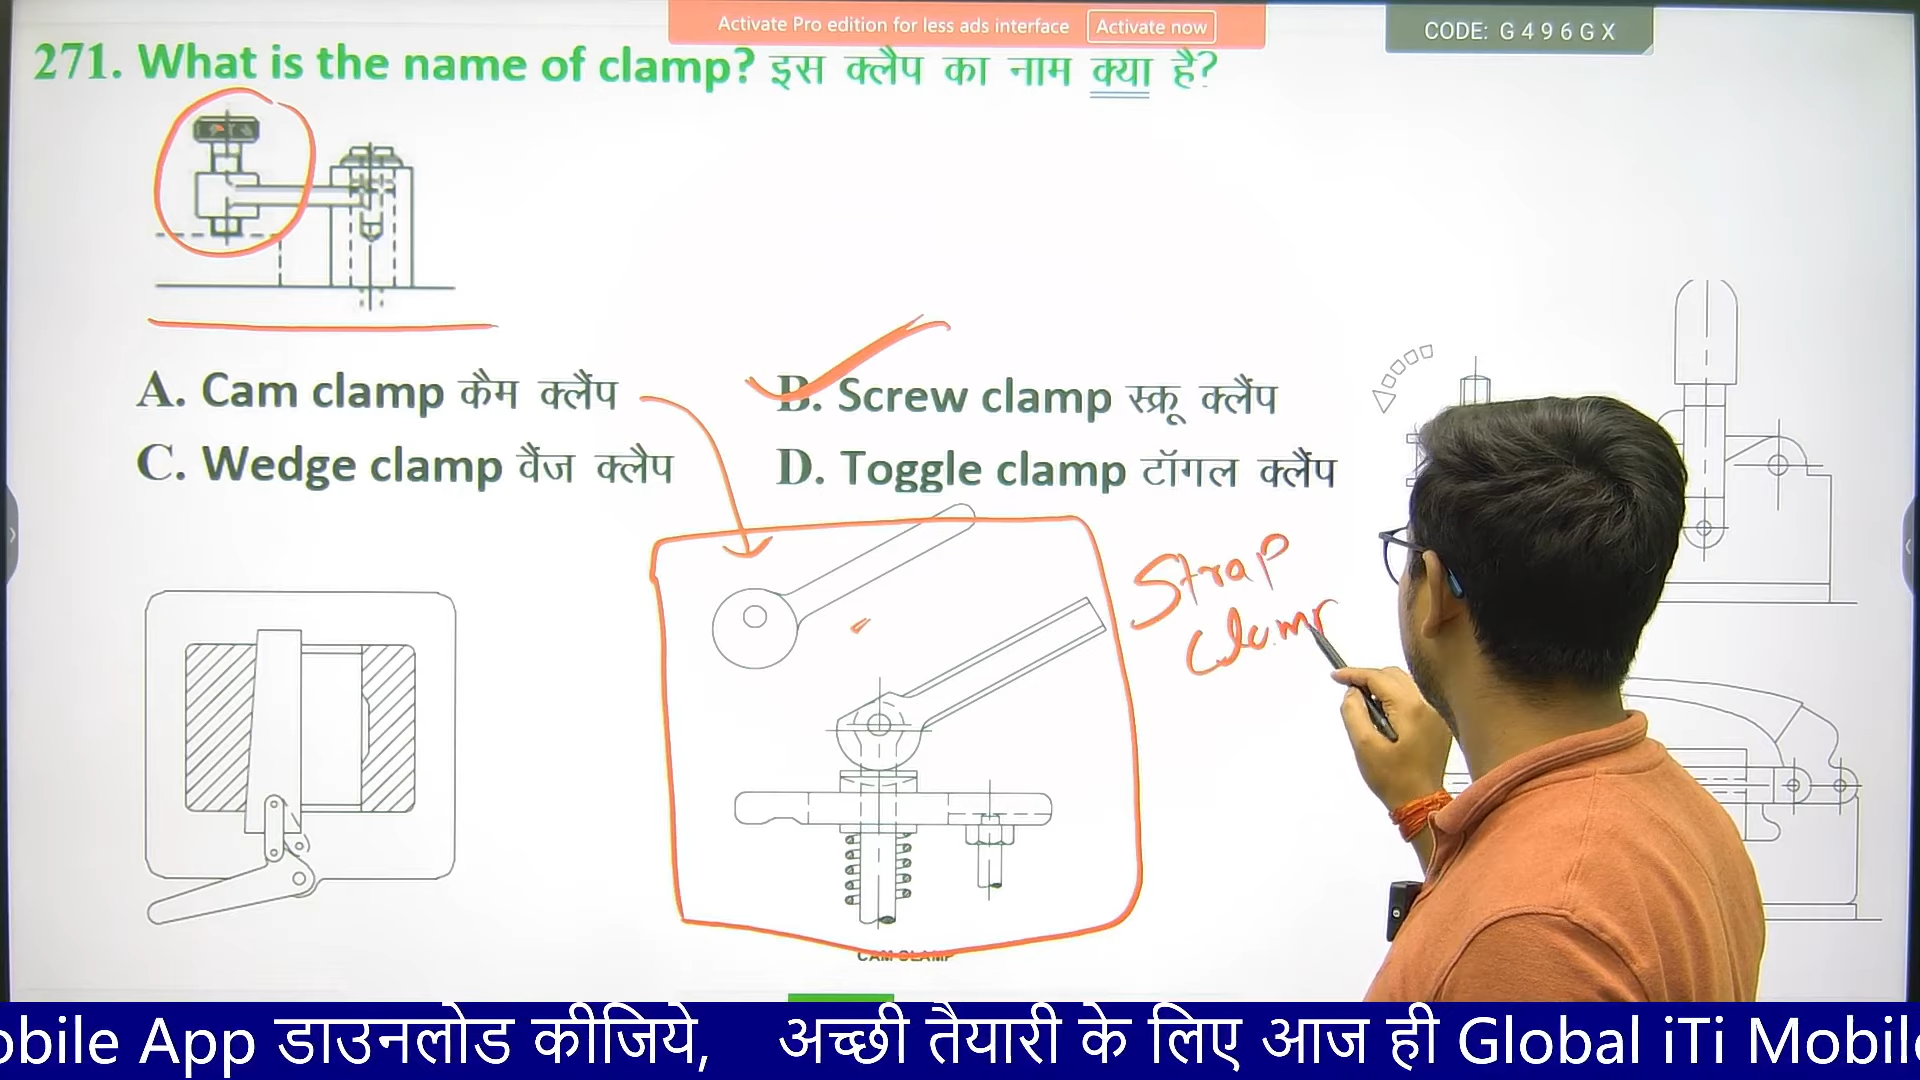 Activate Pro edition for less ads interface Activate now
CODE: G 4 9 6 G X
271. What is the name of clamp? इस क्लैप का नाम क्या है?
A. Cam clamp कैम क्लैंप
B. Screw clamp स्क्रू क्लैंप
C. Wedge clamp वैंज क्लैप
D. Toggle clamp टॉगल क्लैंप
Strap
Clamp
CAM CLAMP
obile App डाउनलोड कीजिये, अच्छी तैयारी के लिए आज ही Global iTi Mobile